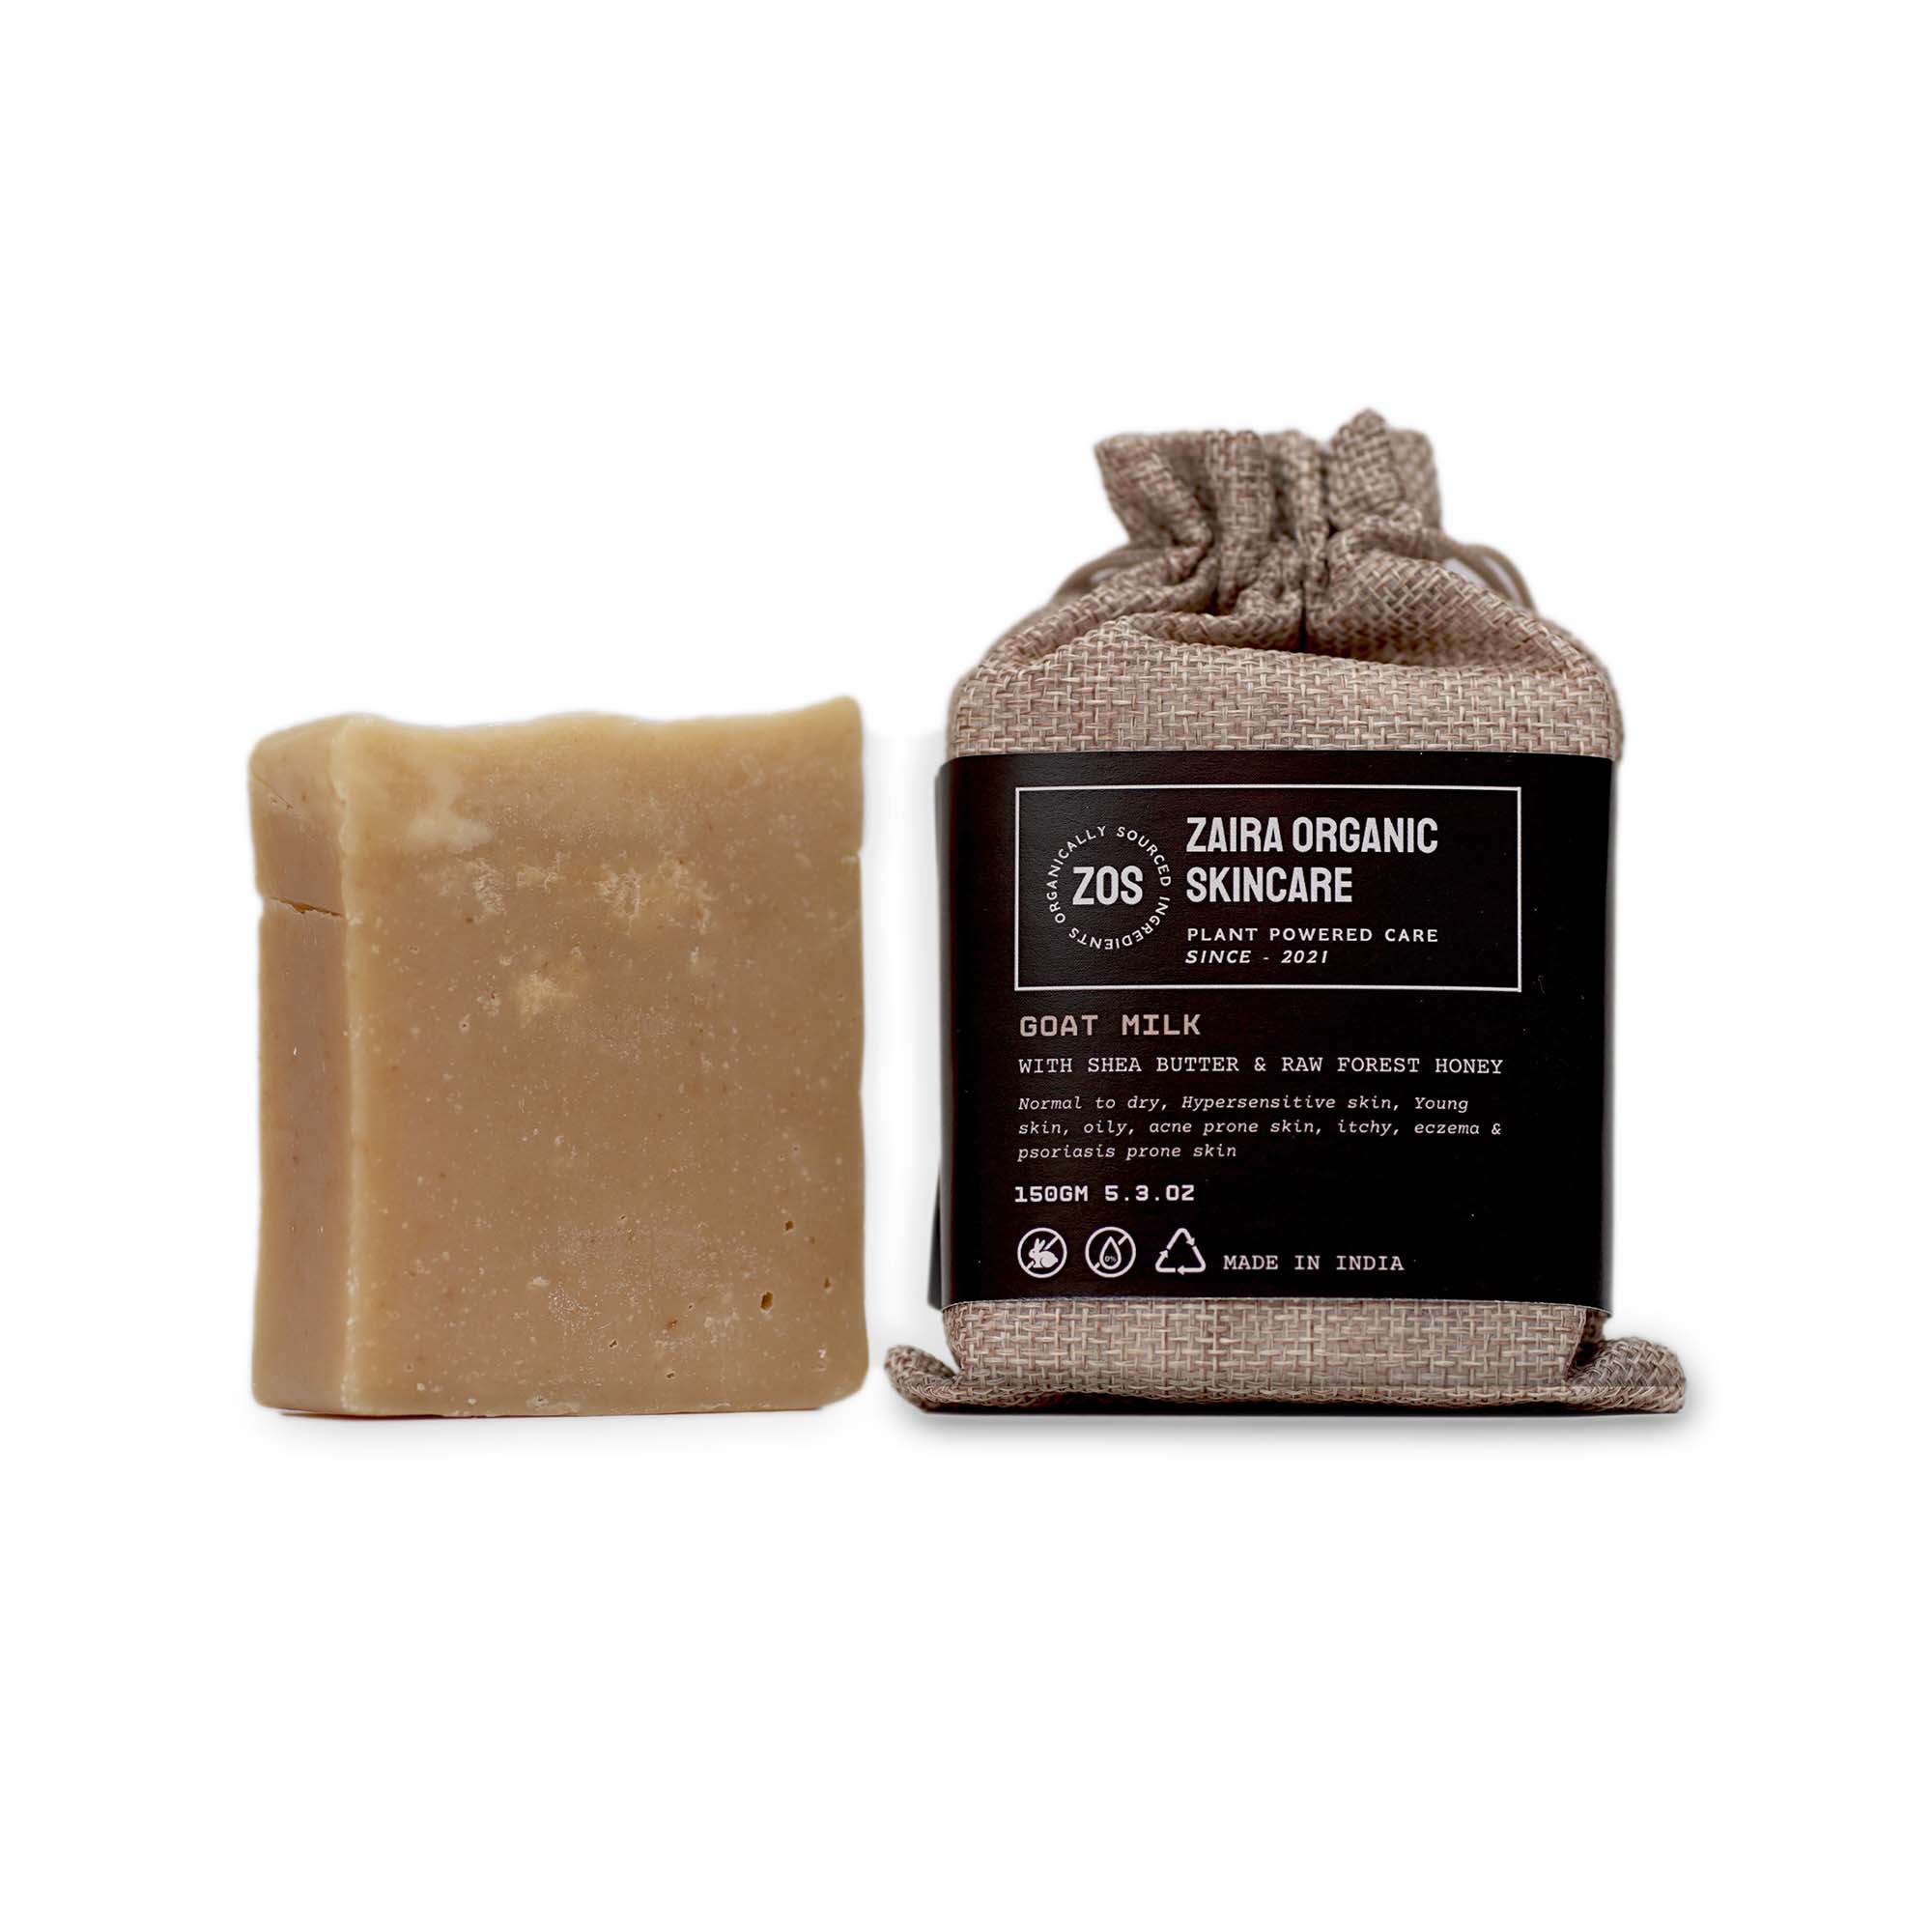 ORGANICALLY SOURCED INGREDIENTS
ZOS
ZAIRA ORGANIC
SKINCARE
PLANT POWERED CARE
SINCE - 2021
GOAT MILK
WITH SHEA BUTTER & RAW FOREST HONEY
Normal to dry, Hypersensitive skin, Young
skin, oily, acne prone skin, itchy, eczema &
psoriasis prone skin
150GM 5.3.OZ
0%
MADE IN INDIA